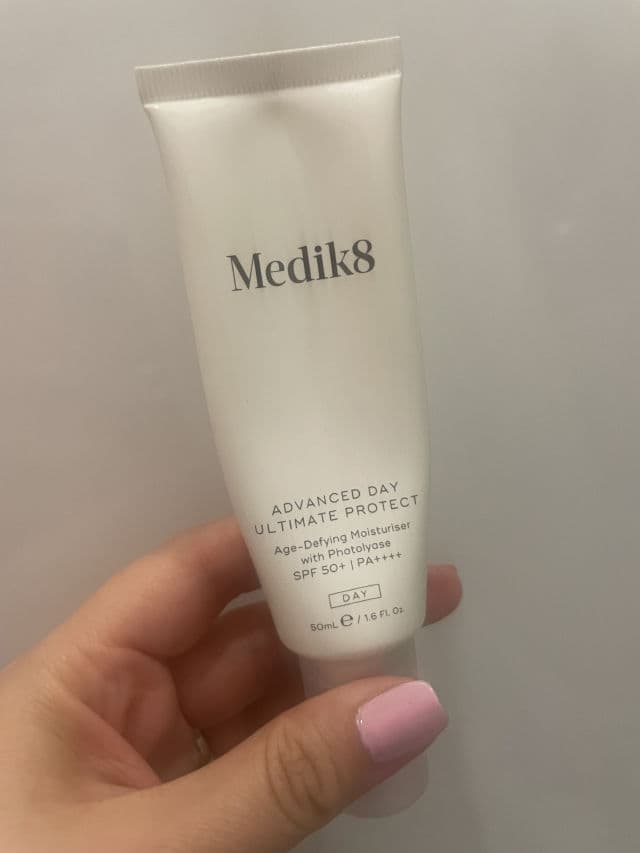 Medik8
ADVANCED DAY
ULTIMATE PROTECT
Age-Defying Moisturiser
with Photolyase
SPF 50+ | PA++++
DAY
50mL ℮ / 1.6 Fl. Oz.